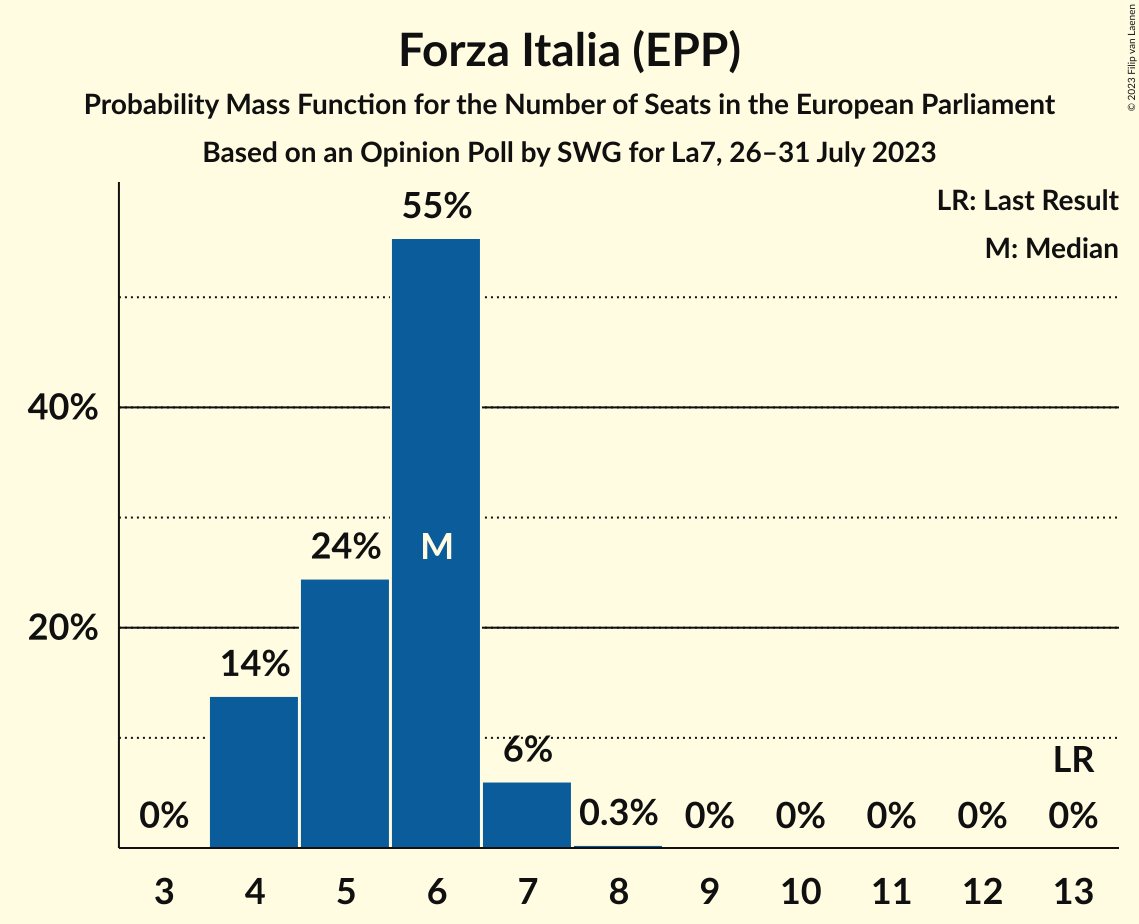 Forza Italia (EPP)
Probability Mass Function for the Number of Seats in the European Parliament
Based on an Opinion Poll by SWG for La7, 26–31 July 2023
© 2023 Filip van Laenen
LR: Last Result
M: Median
55%
40%
24%
M
20%
14%
6%
LR
0%
0.3%
0%
0%
0%
0%
0%
3 4 5 6 7 8 9 10 11 12 13